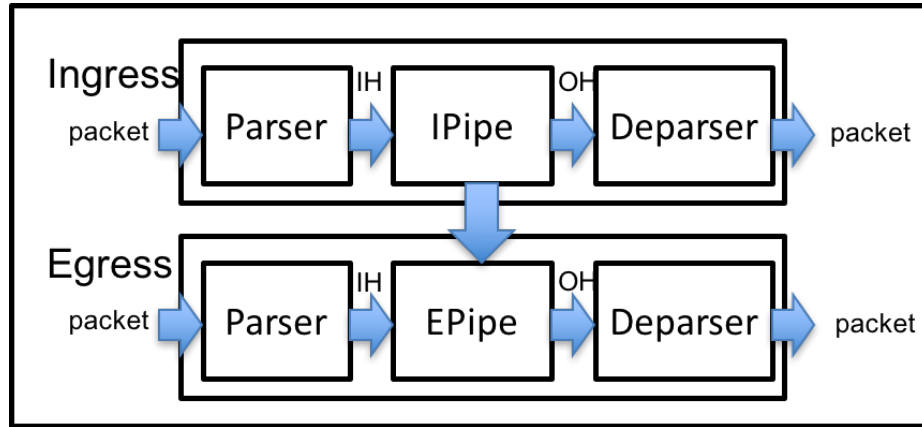 Ingress
packet
Parser
IH
IPipe
OH
Deparser
packet
Egress
packet
Parser
IH
EPipe
OH
Deparser
packet